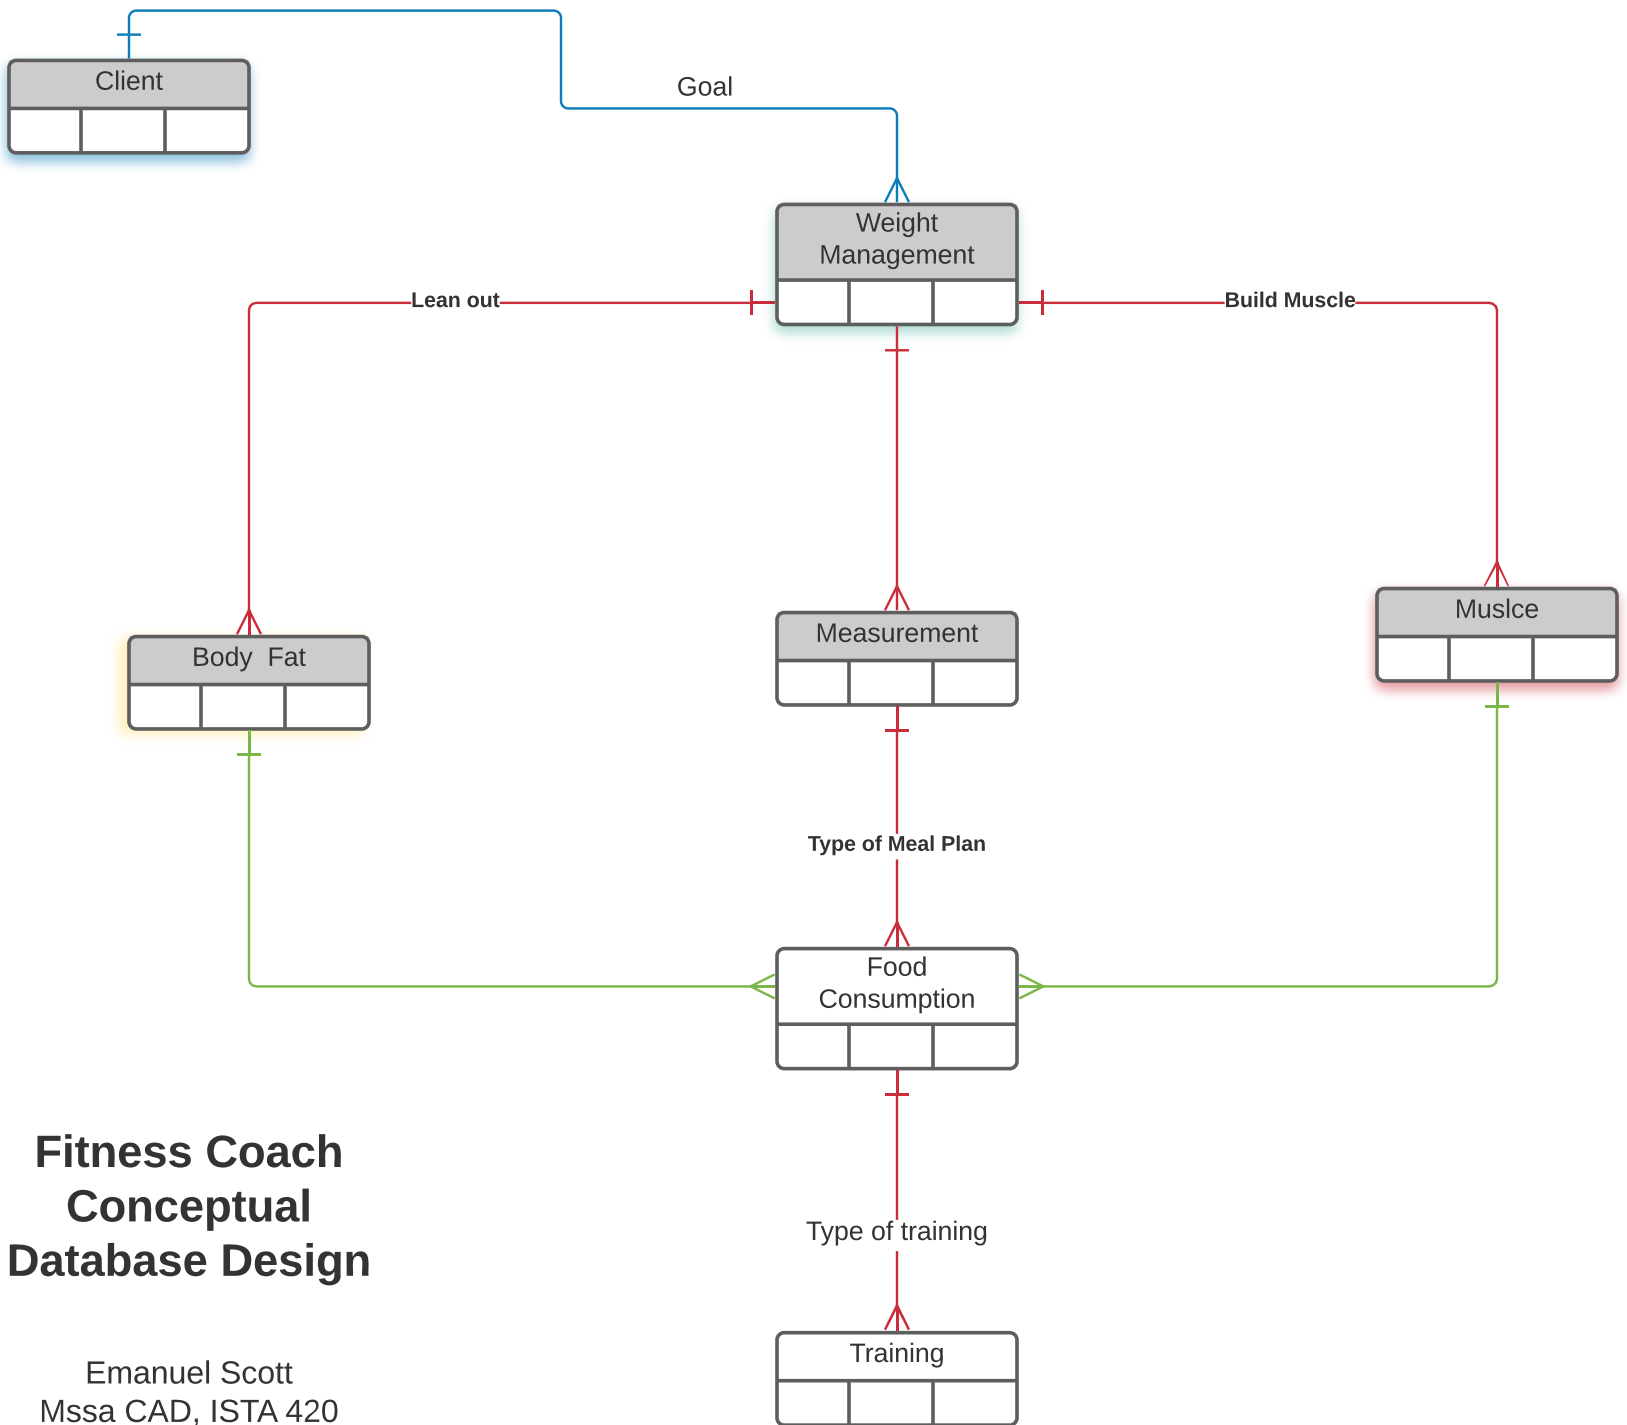 Client
Goal
Weight
Management
Lean out
Build Muscle
Muslce
Measurement
Body  Fat
Type of Meal Plan
Food
Consumption
Fitness Coach
Conceptual
Database Design
Type of training
Training
Emanuel Scott
Mssa CAD, ISTA 420